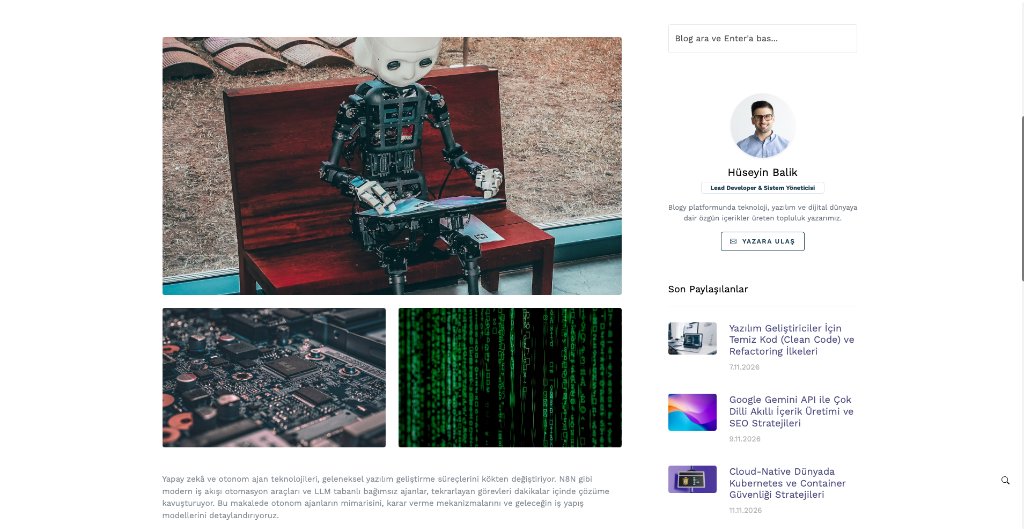 Blog ara ve Enter'a bas...
Hüseyin Balik
Lead Developer & Sistem Yöneticisi
Blogy platformunda teknoloji, yazılım ve dijital dünyaya
dair özgün içerikler üreten topluluk yazarımız.
YAZARA ULAŞ
Son Paylaşılanlar
Yazılım Geliştiriciler İçin
Temiz Kod (Clean Code) ve
Refactoring İlkeleri
7.11.2026
Google Gemini API ile Çok
Dilli Akıllı İçerik Üretimi ve
SEO Stratejileri
9.11.2026
Cloud-Native Dünyada
Kubernetes ve Container
Güvenliği Stratejileri
11.11.2026
Yapay zekâ ve otonom ajan teknolojileri, geleneksel yazılım geliştirme süreçlerini kökten değiştiriyor. N8N gibi
modern iş akışı otomasyon araçları ve LLM tabanlı bağımsız ajanlar, tekrarlayan görevleri dakikalar içinde çözüme
kavuşturuyor. Bu makalede otonom ajanların mimarisini, karar verme mekanizmalarını ve geleceğin iş yapış
modellerini detaylandırıyoruz.